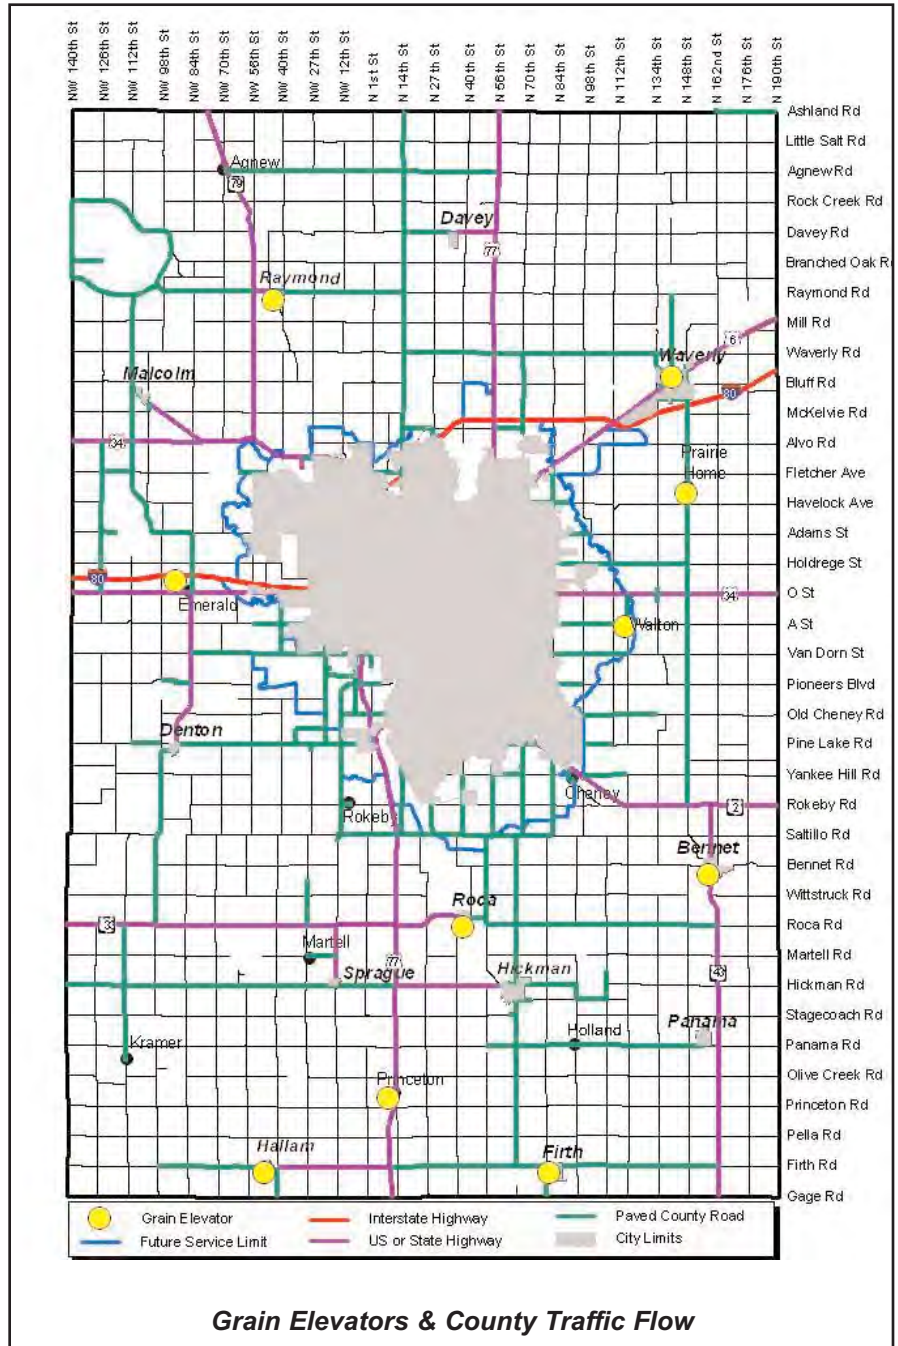 NW 140th St
NW 126th St
NW 112th St
NW 98th St
NW 84th St
NW 70th St
NW 56th St
NW 40th St
NW 27th St
NW 12th St
N 1st St
N 14th St
N 27th St
N 40th St
N 56th St
N 70th St
N 84th St
N 98th St
N 112th St
N 134th St
N 148th St
N 162nd St
N 176th St
N 190th St
Ashland Rd
Little Salt Rd
Agnew Rd
Rock Creek Rd
Davey Rd
Branched Oak R
Raymond Rd
Mill Rd
Waverly Rd
Bluff Rd
McKelvie Rd
Alvo Rd
Fletcher Ave
Havelock Ave
Adams St
Holdrege St
O St
A St
Van Dorn St
Pioneers Blvd
Old Cheney Rd
Pine Lake Rd
Yankee Hill Rd
Rokeby Rd
Saltillo Rd
Bennet Rd
Wittstruck Rd
Roca Rd
Martell Rd
Hickman Rd
Stagecoach Rd
Panama Rd
Olive Creek Rd
Princeton Rd
Pella Rd
Firth Rd
Gage Rd
Agnew
79
Davey
77
Raymond
6
Waverly
80
Malcolm
34
Prairie
Home
80
Emerald
34
Walton
Denton
Cheney
Rokeby
2
Bennet
Roca
33
Martell
77
Sprague
Hickman
43
Holland
Panama
Kramer
Princeton
Hallam
Firth
Grain Elevator
Interstate Highway
Paved County Road
Future Service Limit
US or State Highway
City Limits
Grain Elevators & County Traffic Flow